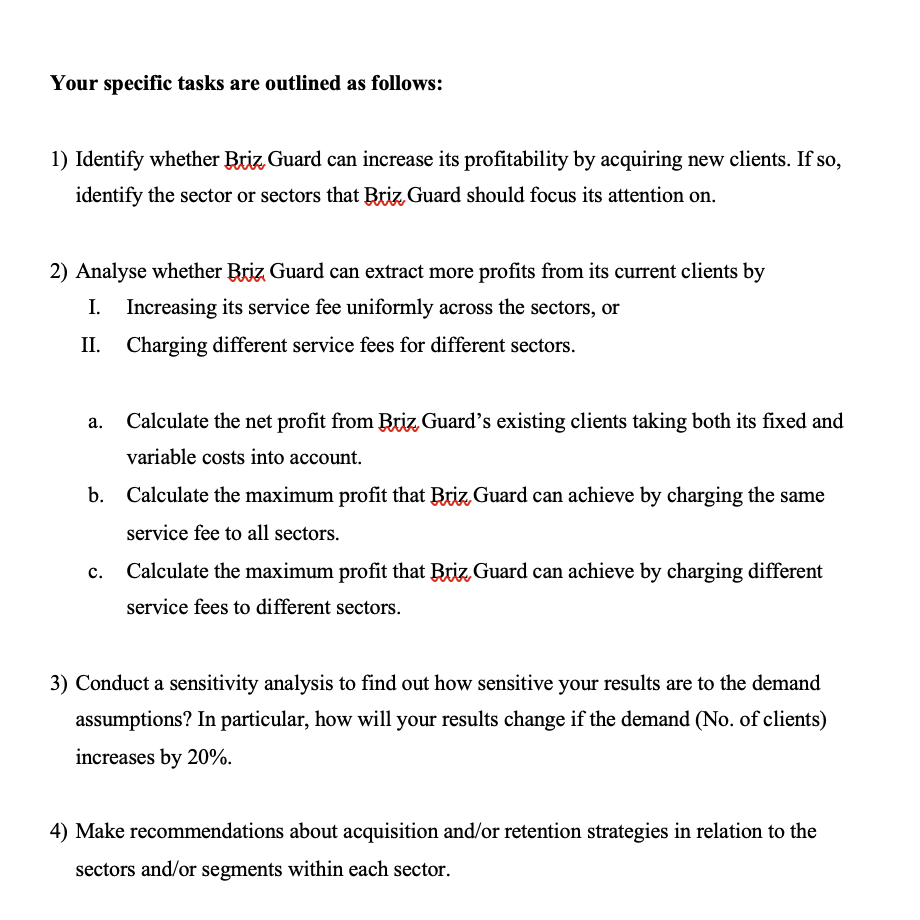 Your specific tasks are outlined as follows:
1) Identify whether Briz Guard can increase its profitability by acquiring new clients. If so,
identify the sector or sectors that Briz Guard should focus its attention on.
2) Analyse whether Briz Guard can extract more profits from its current clients by
I. Increasing its service fee uniformly across the sectors, or
II. Charging different service fees for different sectors.
a. Calculate the net profit from Briz Guard’s existing clients taking both its fixed and
variable costs into account.
b. Calculate the maximum profit that Briz Guard can achieve by charging the same
service fee to all sectors.
c. Calculate the maximum profit that Briz Guard can achieve by charging different
service fees to different sectors.
3) Conduct a sensitivity analysis to find out how sensitive your results are to the demand
assumptions? In particular, how will your results change if the demand (No. of clients)
increases by 20%.
4) Make recommendations about acquisition and/or retention strategies in relation to the
sectors and/or segments within each sector.